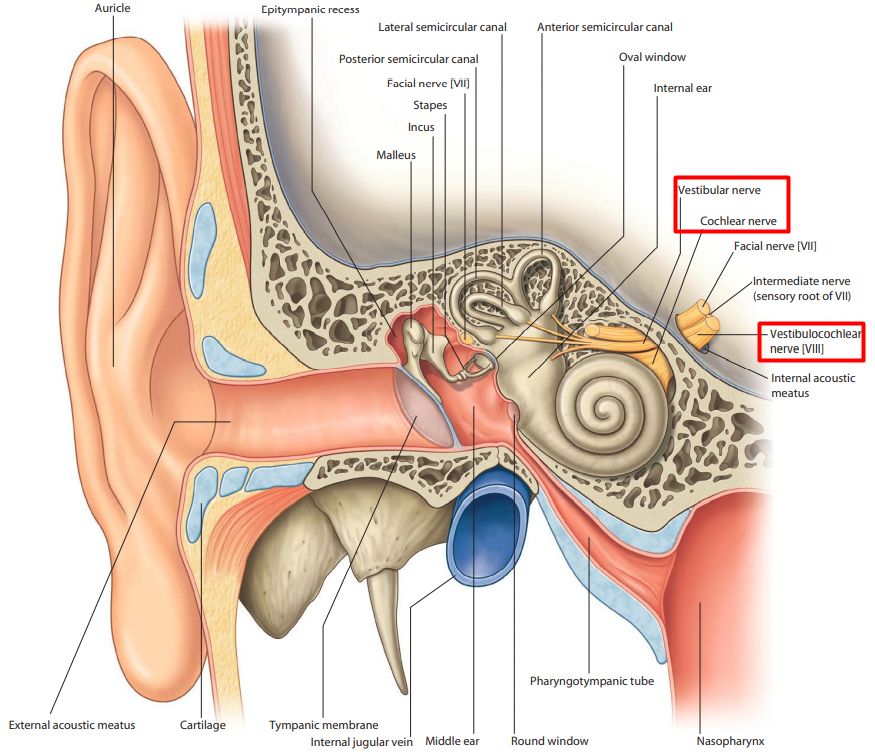 Auricle
Epitympanic recess
Lateral semicircular canal
Anterior semicircular canal
Posterior semicircular canal
Oval window
Facial nerve [VII]
Internal ear
Stapes
Incus
Malleus
Vestibular nerve
Cochlear nerve
Facial nerve [VII]
Intermediate nerve
(sensory root of VII)
Vestibulocochlear
nerve [VIII]
Internal acoustic
meatus
Pharyngotympanic tube
External acoustic meatus
Cartilage
Tympanic membrane
Internal jugular vein
Middle ear
Round window
Nasopharynx